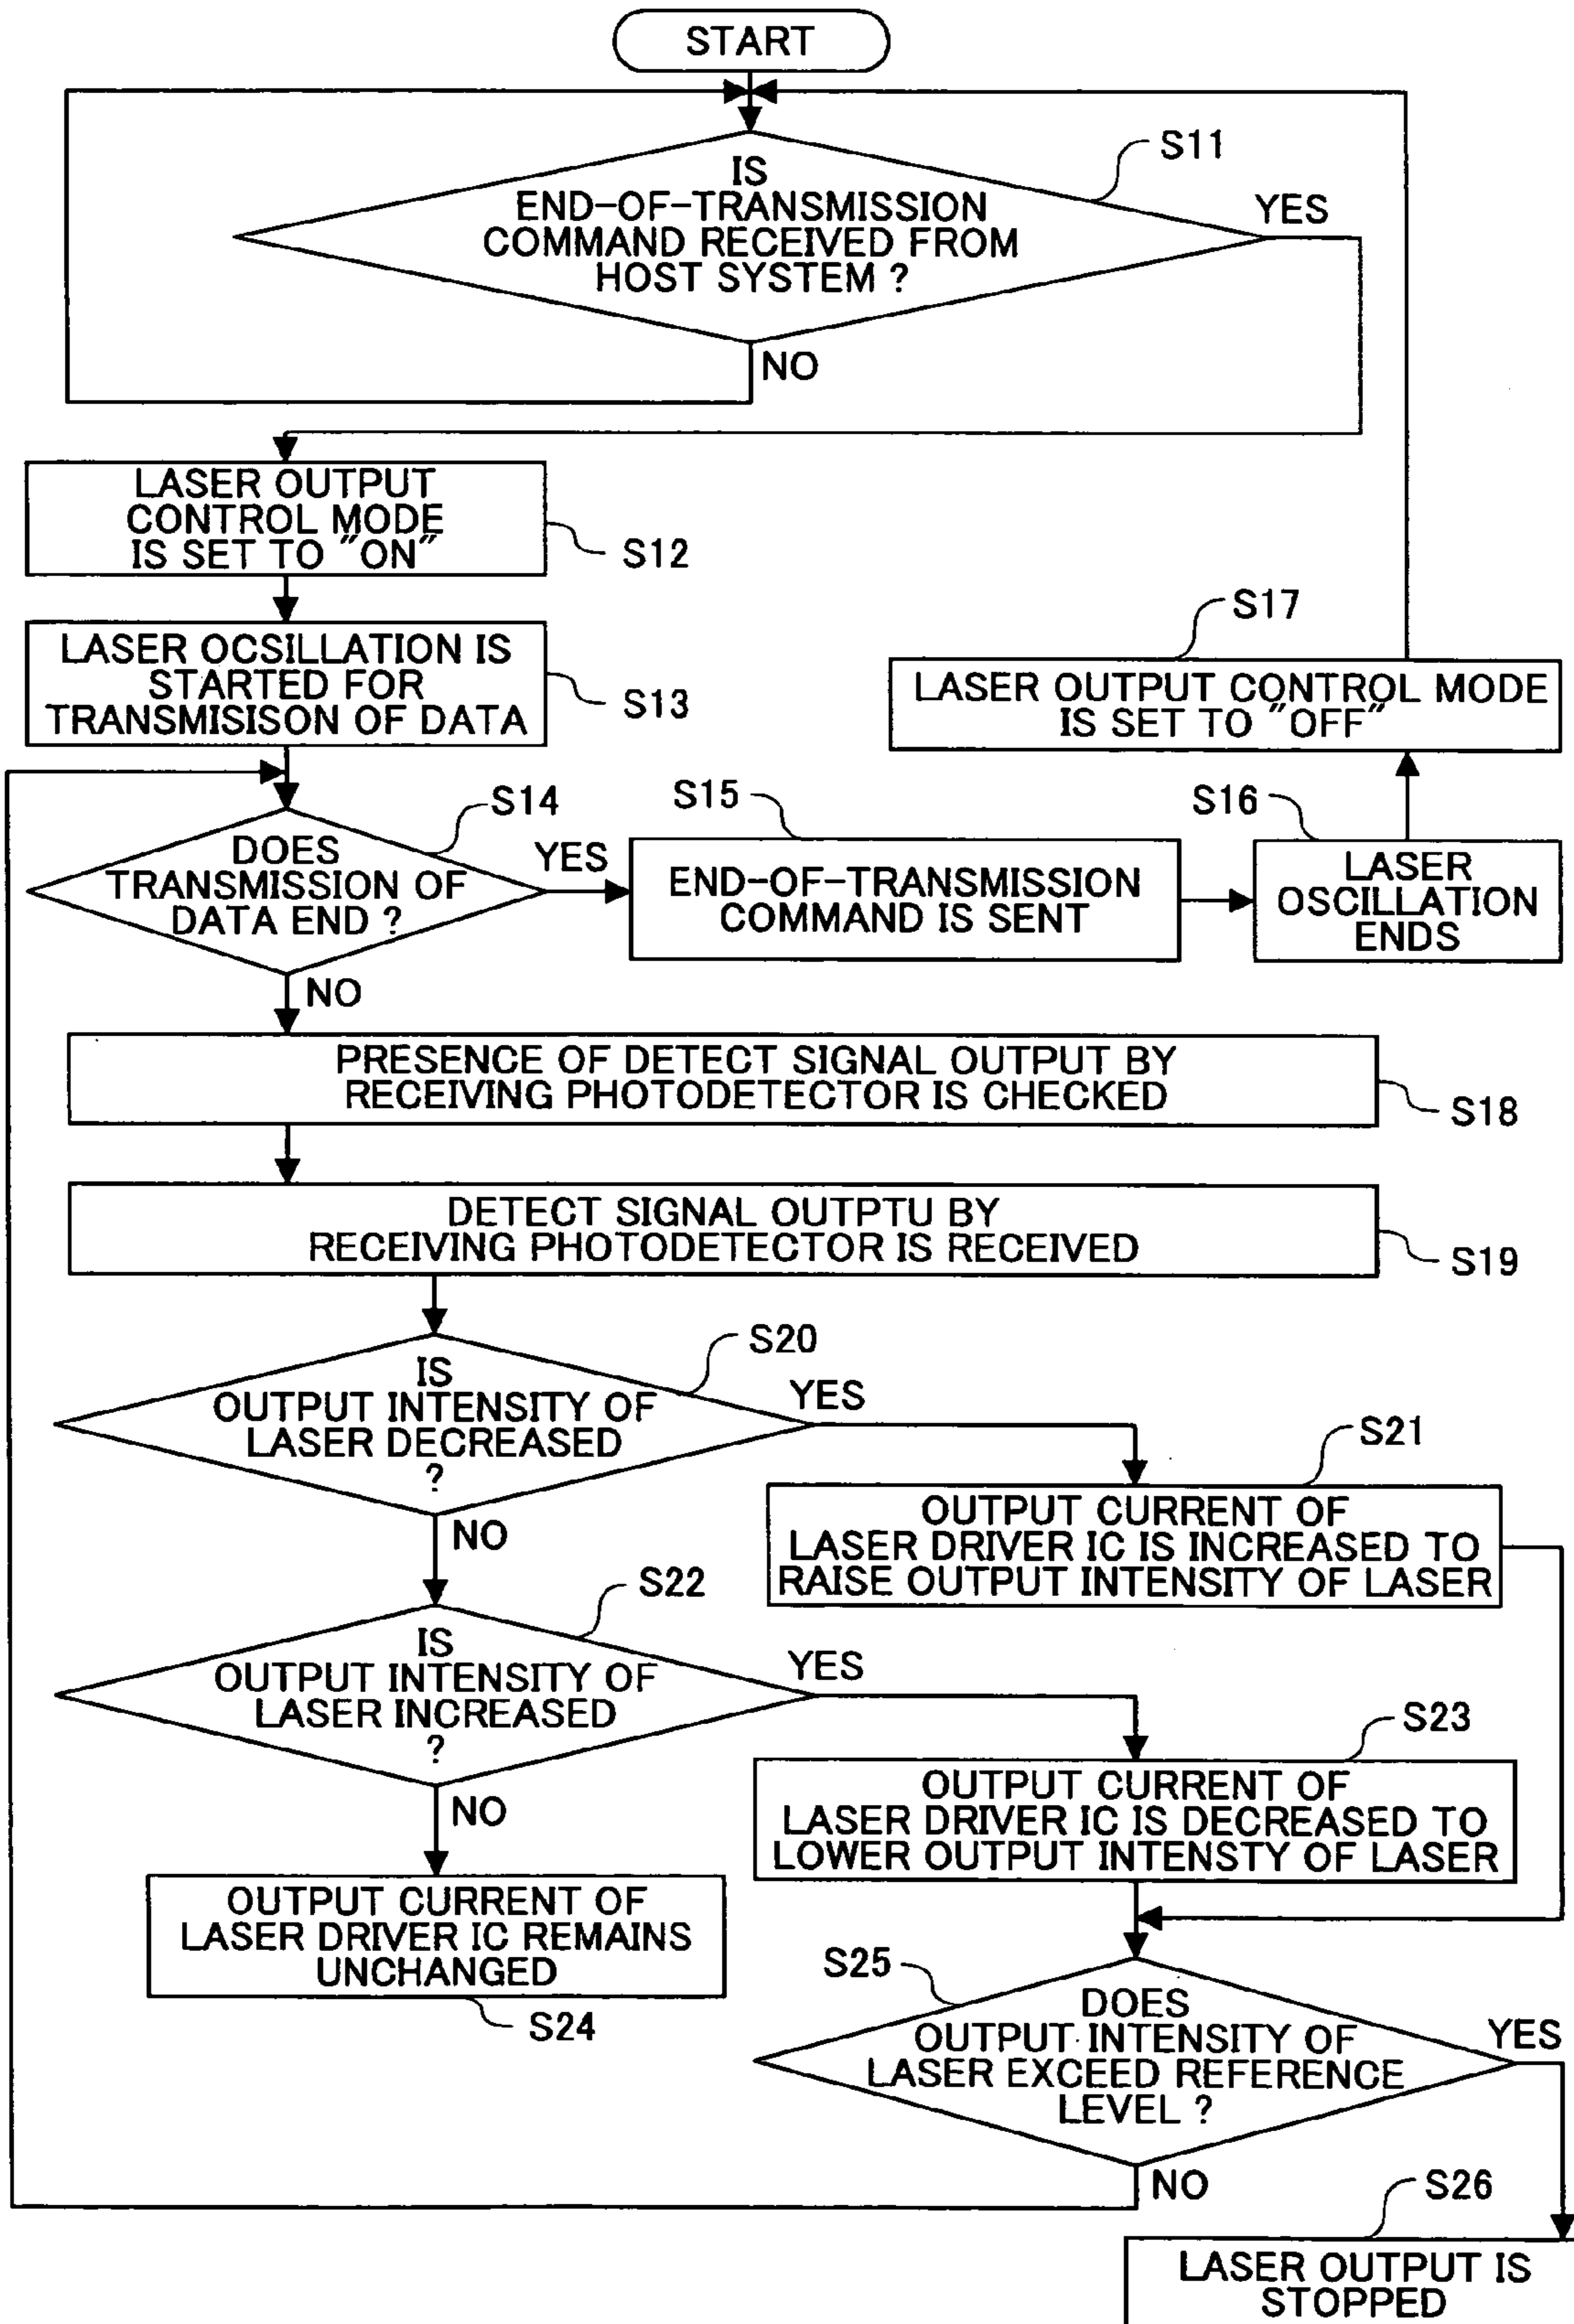 START
S11
IS
END-OF-TRANSMISSION
COMMAND RECEIVED FROM
HOST SYSTEM ?
YES
NO
LASER OUTPUT
CONTROL MODE
IS SET TO "ON"
S12
LASER OCSILLATION IS
STARTED FOR
TRANSMISISON OF DATA
S13
S17
LASER OUTPUT CONTROL MODE
IS SET TO "OFF"
S14
DOES
TRANSMISSION OF
DATA END ?
YES
NO
S15
END-OF-TRANSMISSION
COMMAND IS SENT
S16
LASER
OSCILLATION
ENDS
PRESENCE OF DETECT SIGNAL OUTPUT BY
RECEIVING PHOTODETECTOR IS CHECKED
S18
DETECT SIGNAL OUTPTU BY
RECEIVING PHOTODETECTOR IS RECEIVED
S19
S20
IS
OUTPUT INTENSITY OF
LASER DECREASED
?
YES
NO
S21
OUTPUT CURRENT OF
LASER DRIVER IC IS INCREASED TO
RAISE OUTPUT INTENSITY OF LASER
S22
IS
OUTPUT INTENSITY OF
LASER INCREASED
?
YES
NO
S23
OUTPUT CURRENT OF
LASER DRIVER IC IS DECREASED TO
LOWER OUTPUT INTENSTY OF LASER
OUTPUT CURRENT OF
LASER DRIVER IC REMAINS
UNCHANGED
S24
S25
DOES
OUTPUT INTENSITY OF
LASER EXCEED REFERENCE
LEVEL ?
YES
NO
S26
LASER OUTPUT IS
STOPPED